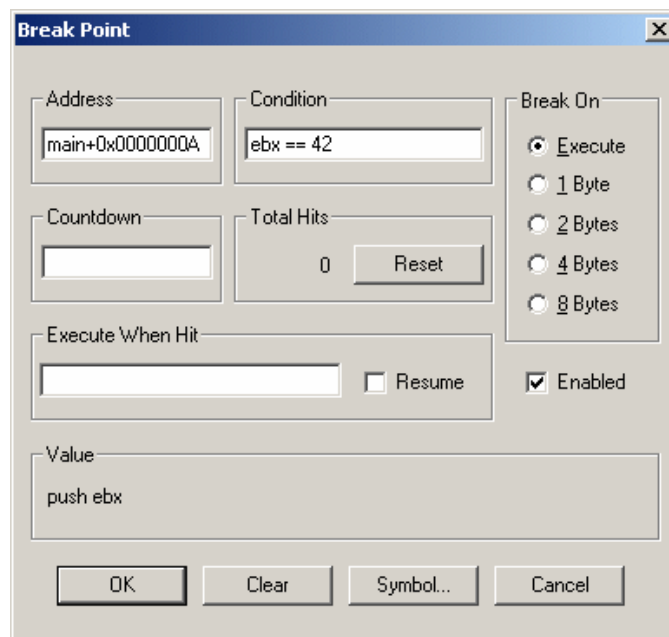 Break Point
Address
main+0x0000000A
Condition
ebx == 42
Break On
Execute
1 Byte
2 Bytes
4 Bytes
8 Bytes
Countdown
Total Hits
0 Reset
Execute When Hit
Resume
Enabled
Value
push ebx
OK Clear Symbol... Cancel